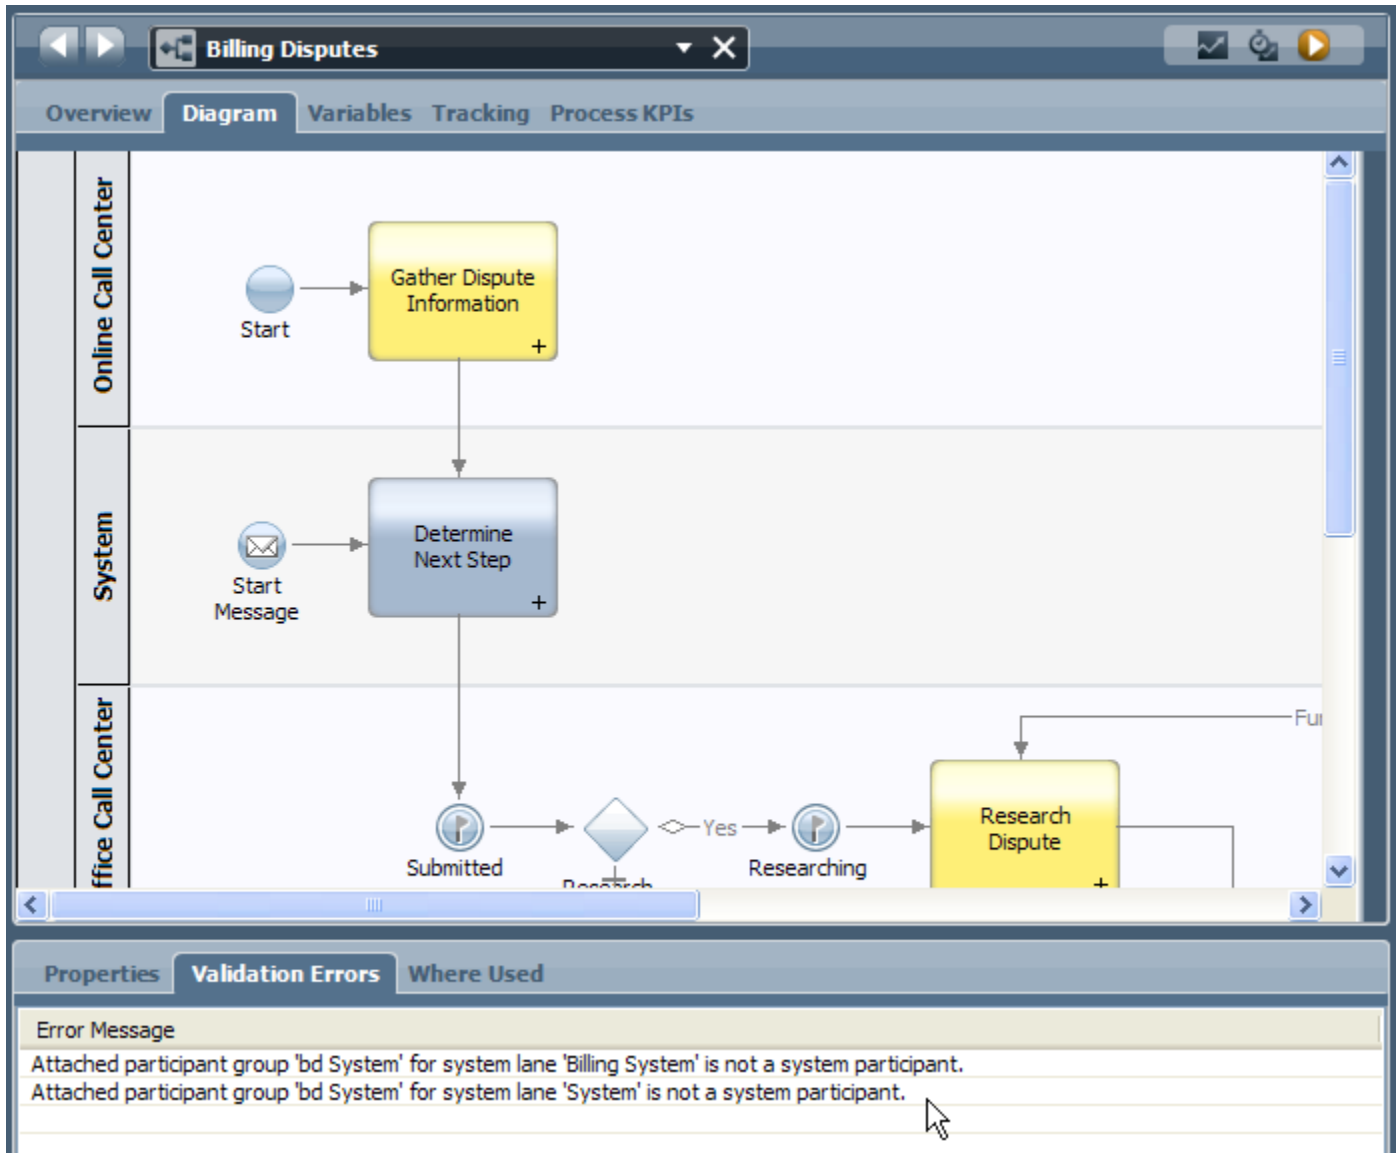 Billing Disputes
Overview Diagram Variables Tracking Process KPIs
Online Call Center
Gather Dispute
Information
+
Start
System
Determine
Next Step
+
Start
Message
ffice Call Center
Fur
Submitted
Research
Yes
Researching
Research
Dispute
+
Properties Validation Errors Where Used
Error Message
Attached participant group 'bd System' for system lane 'Billing System' is not a system participant.
Attached participant group 'bd System' for system lane 'System' is not a system participant.